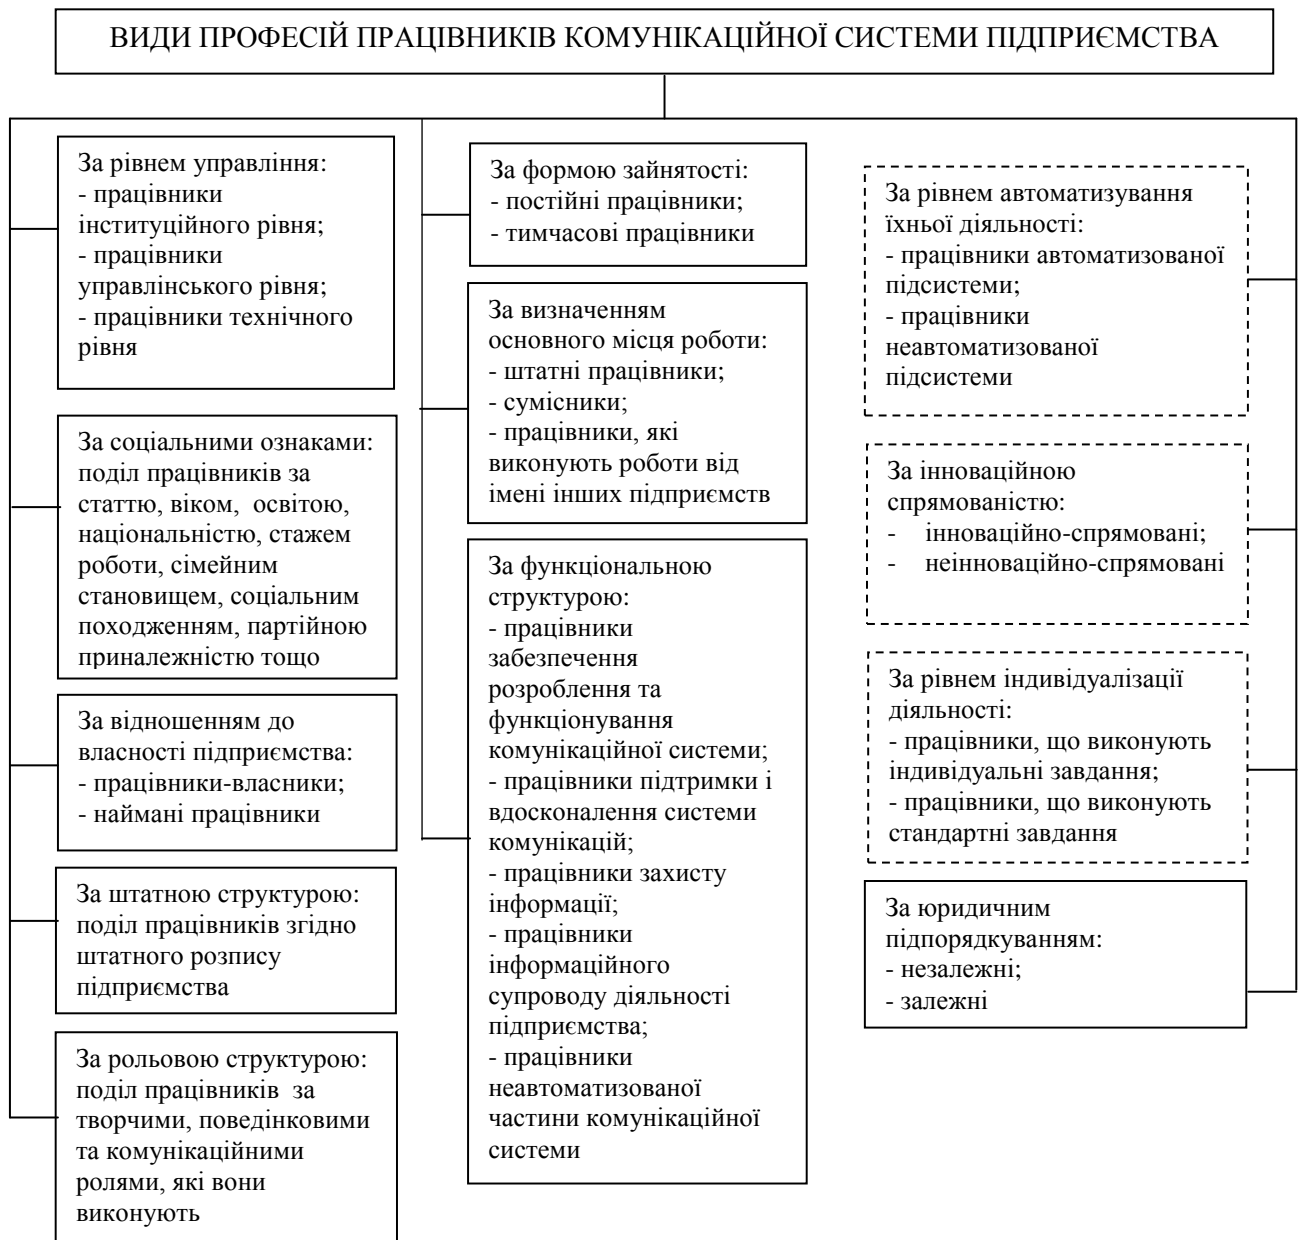 ВИДИ ПРОФЕСІЙ ПРАЦІВНИКІВ КОМУНІКАЦІЙНОЇ СИСТЕМИ ПІДПРИЄМСТВА
За рівнем управління:
- працівники
інституційного рівня;
- працівники
управлінського рівня;
- працівники технічного
рівня
За соціальними ознаками:
поділ працівників за
статтю, віком, освітою,
національністю, стажем
роботи, сімейним
становищем, соціальним
походженням, партійною
приналежністю тощо
За відношенням до
власності підприємства:
- працівники-власники;
- наймані працівники
За штатною структурою:
поділ працівників згідно
штатного розпису
підприємства
За рольовою структурою:
поділ працівників за
творчими, поведінковими
та комунікаційними
ролями, які вони
виконують
За формою зайнятості:
- постійні працівники;
- тимчасові працівники
За визначенням
основного місця роботи:
- штатні працівники;
- сумісники;
- працівники, які
виконують роботи від
імені інших підприємств
За функціональною
структурою:
- працівники
забезпечення
розроблення та
функціонування
комунікаційної системи;
- працівники підтримки і
вдосконалення системи
комунікацій;
- працівники захисту
інформації;
- працівники
інформаційного
супроводу діяльності
підприємства;
- працівники
неавтоматизованої
частини комунікаційної
системи
За рівнем автоматизування
їхньої діяльності:
- працівники автоматизованої
підсистеми;
- працівники
неавтоматизованої
підсистеми
За інноваційною
спрямованістю:
- інноваційно-спрямовані;
- неінноваційно-спрямовані
За рівнем індивідуалізації
діяльності:
- працівники, що виконують
індивідуальні завдання;
- працівники, що виконують
стандартні завдання
За юридичним
підпорядкуванням:
- незалежні;
- залежні